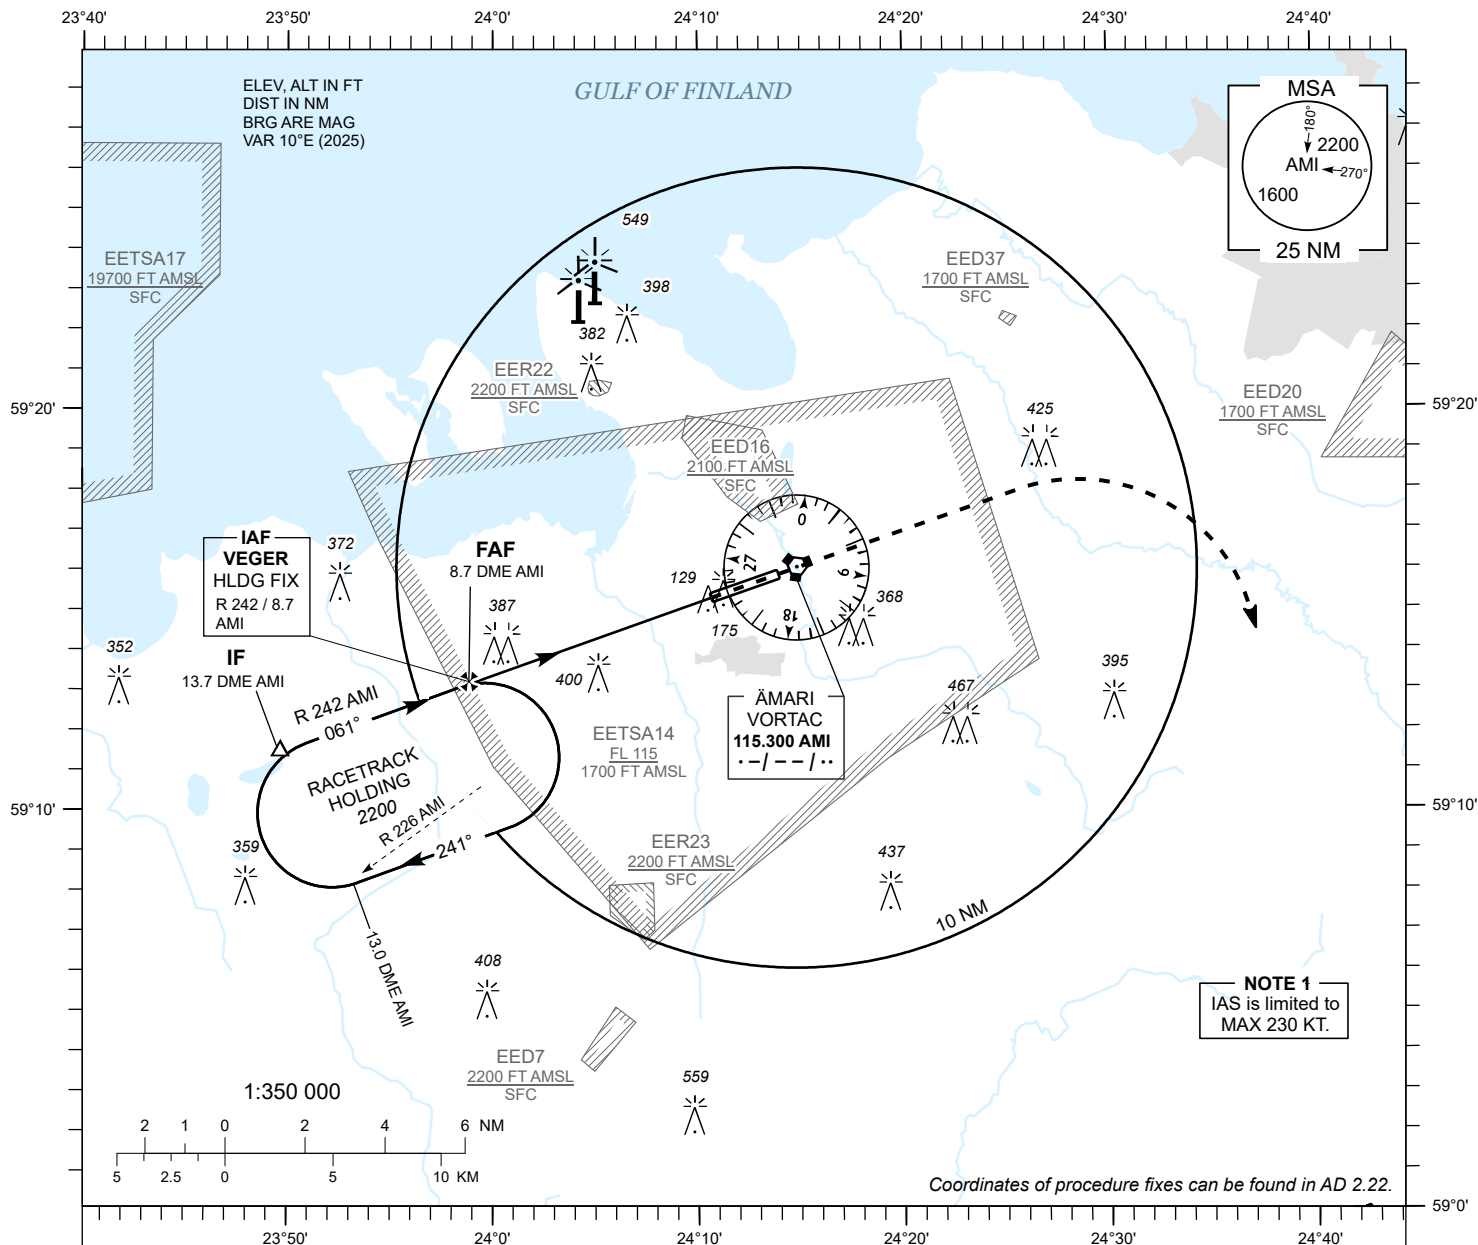 23°40'
23°50'
24°0'
24°10'
24°20'
24°30'
24°40'
ELEV, ALT IN FT
DIST IN NM
BRG ARE MAG
VAR 10°E (2025)
GULF OF FINLAND
MSA
180°
2200
AMI
270°
1600
25 NM
549
EETSA17
19700 FT AMSL
SFC
EED37
1700 FT AMSL
SFC
398
382
EER22
2200 FT AMSL
SFC
EED20
1700 FT AMSL
SFC
59°20'
59°20'
425
EED16
2100 FT AMSL
SFC
0
9
18
27
IAF
VEGER
HLDG FIX
R 242 / 8.7
AMI
372
FAF
8.7 DME AMI
129
387
368
175
352
IF
13.7 DME AMI
400
395
467
R 242 AMI
061°
ÄMARI
VORTAC
115.300 AMI
EETSA14
FL 115
1700 FT AMSL
RACETRACK
HOLDING
2200
R 226 AMI
241°
59°10'
59°10'
359
EER23
2200 FT AMSL
SFC
437
10 NM
13.0 DME AMI
408
NOTE 1
IAS is limited to
MAX 230 KT.
EED7
2200 FT AMSL
SFC
559
1:350 000
2 1 0 2 4 6 NM
5 2.5 0 5 10 KM
Coordinates of procedure fixes can be found in AD 2.22.
59°0'
23°50'
24°0'
24°10'
24°20'
24°30'
24°40'